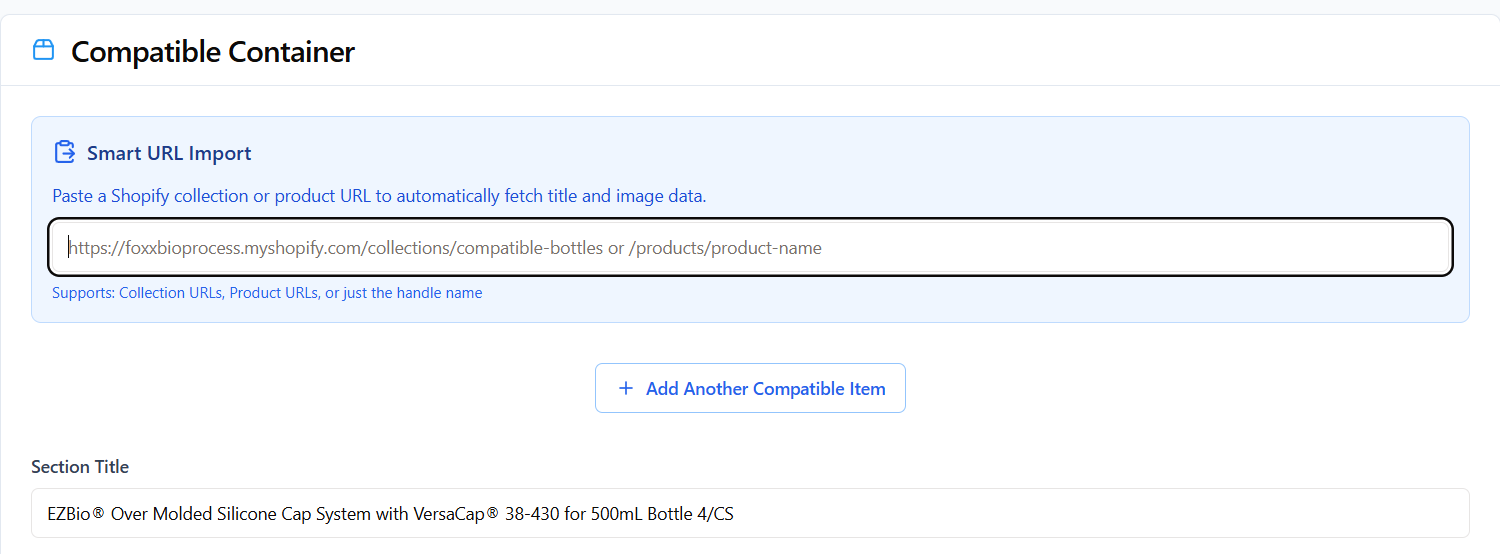 Compatible Container
Smart URL Import
Paste a Shopify collection or product URL to automatically fetch title and image data.
https://foxxbioprocess.myshopify.com/collections/compatible-bottles or /products/product-name
Supports: Collection URLs, Product URLs, or just the handle name
+ Add Another Compatible Item
Section Title
EZBio® Over Molded Silicone Cap System with VersaCap® 38-430 for 500mL Bottle 4/CS